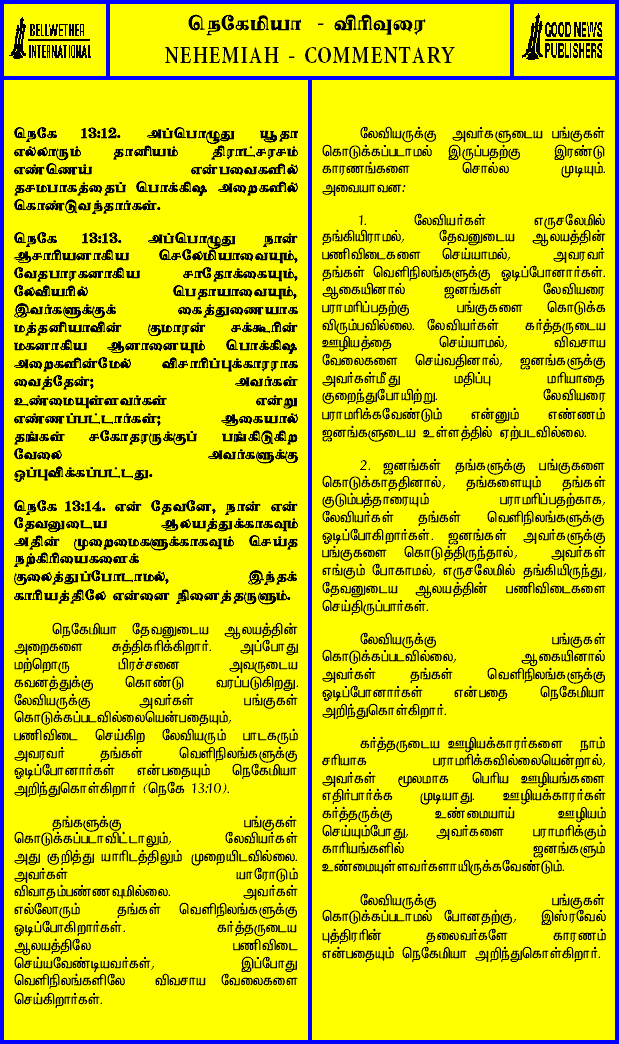 BELLWETHER
INTERNATIONAL
நெகேமியா - விரிவுரை
NEHEMIAH - COMMENTARY
GOOD NEWS
PUBLISHERS
நெகே 13:12. அப்பொழுது யூதா
எல்லாரும் தானியம் திராட்சரசம்
எண்ணெய் என்பவைகளில்
தசமபாகத்தைப் பொக்கிஷ அறைகளில்
கொண்டுவந்தார்கள்.
நெகே 13:13. அப்பொழுது நான்
ஆசாரியனாகிய செலேமியாவையும்,
வேதபாரகனாகிய சாதோக்கையும்,
லேவியரில் பெதாயாவையும்,
இவர்களுக்குக் கைத்துணையாக
மத்தனியாவின் குமாரன் சக்கூரின்
மகனாகிய ஆனானையும் பொக்கிஷ
அறைகளின்மேல் விசாரிப்புக்காரராக
வைத்தேன்; அவர்கள்
உண்மையுள்ளவர்கள் என்று
எண்ணப்பட்டார்கள்; ஆகையால்
தங்கள் சகோதரருக்குப் பங்கிடுகிற
வேலை அவர்களுக்கு
ஒப்புவிக்கப்பட்டது.
நெகே 13:14. என் தேவனே, நான் என்
தேவனுடைய ஆலயத்துக்காகவும்
அதின் முறைமைகளுக்காகவும் செய்த
நற்கிரியைகளைக்
குலைத்துப்போடாமல், இந்தக்
காரியத்திலே என்னை நினைத்தருளும்.
நெகேமியா தேவனுடைய ஆலயத்தின்
அறைகளை சுத்திகரிக்கிறார். அப்போது
மற்றொரு பிரச்சனை அவருடைய
கவனத்துக்கு கொண்டு வரப்படுகிறது.
லேவியருக்கு அவர்கள் பங்குகள்
கொடுக்கப்படவில்லையென்பதையும்,
பணிவிடை செய்கிற லேவியரும் பாடகரும்
அவரவர் தங்கள் வெளிநிலங்களுக்கு
ஓடிப்போனார்கள் என்பதையும் நெகேமியா
அறிந்துகொள்கிறார் (நெகே 13:10).
தங்களுக்கு பங்குகள்
கொடுக்கப்படாவிட்டாலும், லேவியர்கள்
அது குறித்து யாரிடத்திலும் முறையிடவில்லை.
அவர்கள் யாரோடும்
விவாதம்பண்ணவுமில்லை. அவர்கள்
எல்லோரும் தங்கள் வெளிநிலங்களுக்கு
ஓடிப்போகிறார்கள். கர்த்தருடைய
ஆலயத்திலே பணிவிடை
செய்யவேண்டியவர்கள், இப்போது
வெளிநிலங்களிலே விவசாய வேலைகளை
செய்கிறார்கள்.
லேவியருக்கு அவர்களுடைய பங்குகள்
கொடுக்கப்படாமல் இருப்பதற்கு இரண்டு
காரணங்களை சொல்ல முடியும்.
அவையாவன:
1. லேவியர்கள் எருசலேமில்
தங்கியிராமல், தேவனுடைய ஆலயத்தின்
பணிவிடைகளை செய்யாமல், அவரவர்
தங்கள் வெளிநிலங்களுக்கு ஓடிப்போனார்கள்.
ஆகையினால் ஜனங்கள் லேவியரை
பராமரிப்பதற்கு பங்குகளை கொடுக்க
விரும்பவில்லை. லேவியர்கள் கர்த்தருடைய
ஊழியத்தை செய்யாமல், விவசாய
வேலைகளை செய்வதினால், ஜனங்களுக்கு
அவர்கள்மீது மதிப்பு மரியாதை
குறைந்துபோயிற்று. லேவியரை
பராமரிக்கவேண்டும் என்னும் எண்ணம்
ஜனங்களுடைய உள்ளத்தில் ஏற்படவில்லை.
2. ஜனங்கள் தங்களுக்கு பங்குகளை
கொடுக்காததினால், தங்களையும் தங்கள்
குடும்பத்தாரையும் பராமரிப்பதற்காக,
லேவியர்கள் தங்கள் வெளிநிலங்களுக்கு
ஓடிப்போகிறார்கள். ஜனங்கள் அவர்களுக்கு
பங்குகளை கொடுத்திருந்தால், அவர்கள்
எங்கும் போகாமல், எருசலேமில் தங்கியிருந்து,
தேவனுடைய ஆலயத்தின் பணிவிடைகளை
செய்திருப்பார்கள்.
லேவியருக்கு பங்குகள்
கொடுக்கப்படவில்லை, ஆகையினால்
அவர்கள் தங்கள் வெளிநிலங்களுக்கு
ஓடிப்போனார்கள் என்பதை நெகேமியா
அறிந்துகொள்கிறார்.
கர்த்தருடைய ஊழியக்காரர்களை நாம்
சரியாக பராமரிக்கவில்லையென்றால்,
அவர்கள் மூலமாக பெரிய ஊழியங்களை
எதிர்பார்க்க முடியாது. ஊழியக்காரர்கள்
கர்த்தருக்கு உண்மையாய் ஊழியம்
செய்யும்போது, அவர்களை பராமரிக்கும்
காரியங்களில் ஜனங்களும்
உண்மையுள்ளவர்களாயிருக்கவேண்டும்.
லேவியருக்கு பங்குகள்
கொடுக்கப்படாமல் போனதற்கு, இஸ்ரவேல்
புத்திரரின் தலைவர்களே காரணம்
என்பதையும் நெகேமியா அறிந்துகொள்கிறார்.